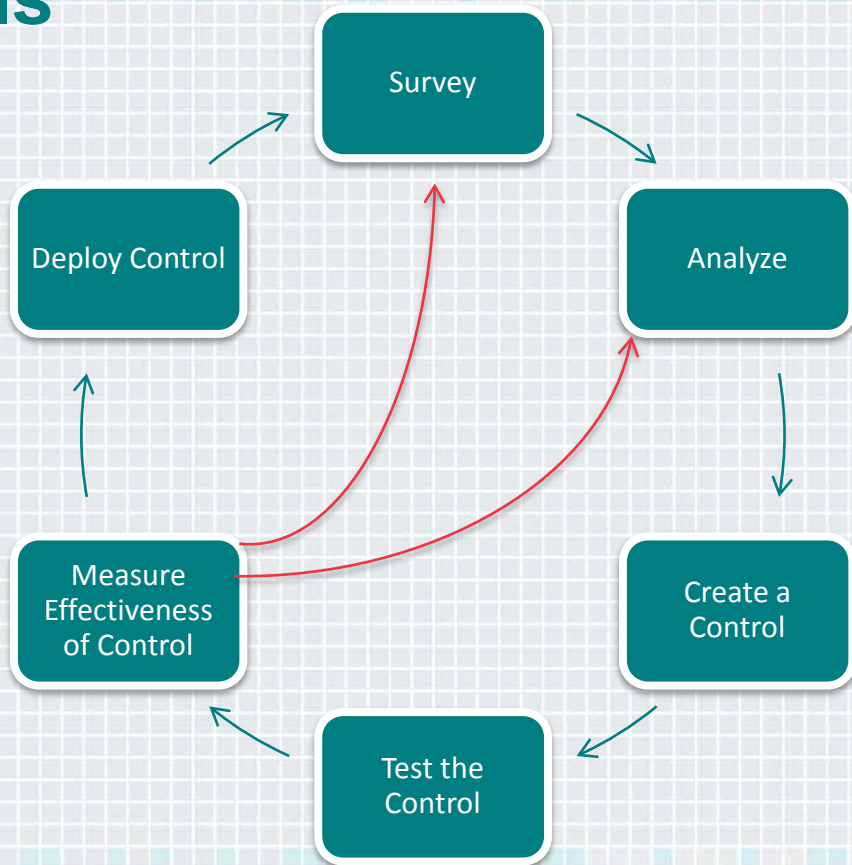 Survey
Analyze
Create a
Control
Test the
Control
Measure
Effectiveness
of Control
Deploy Control